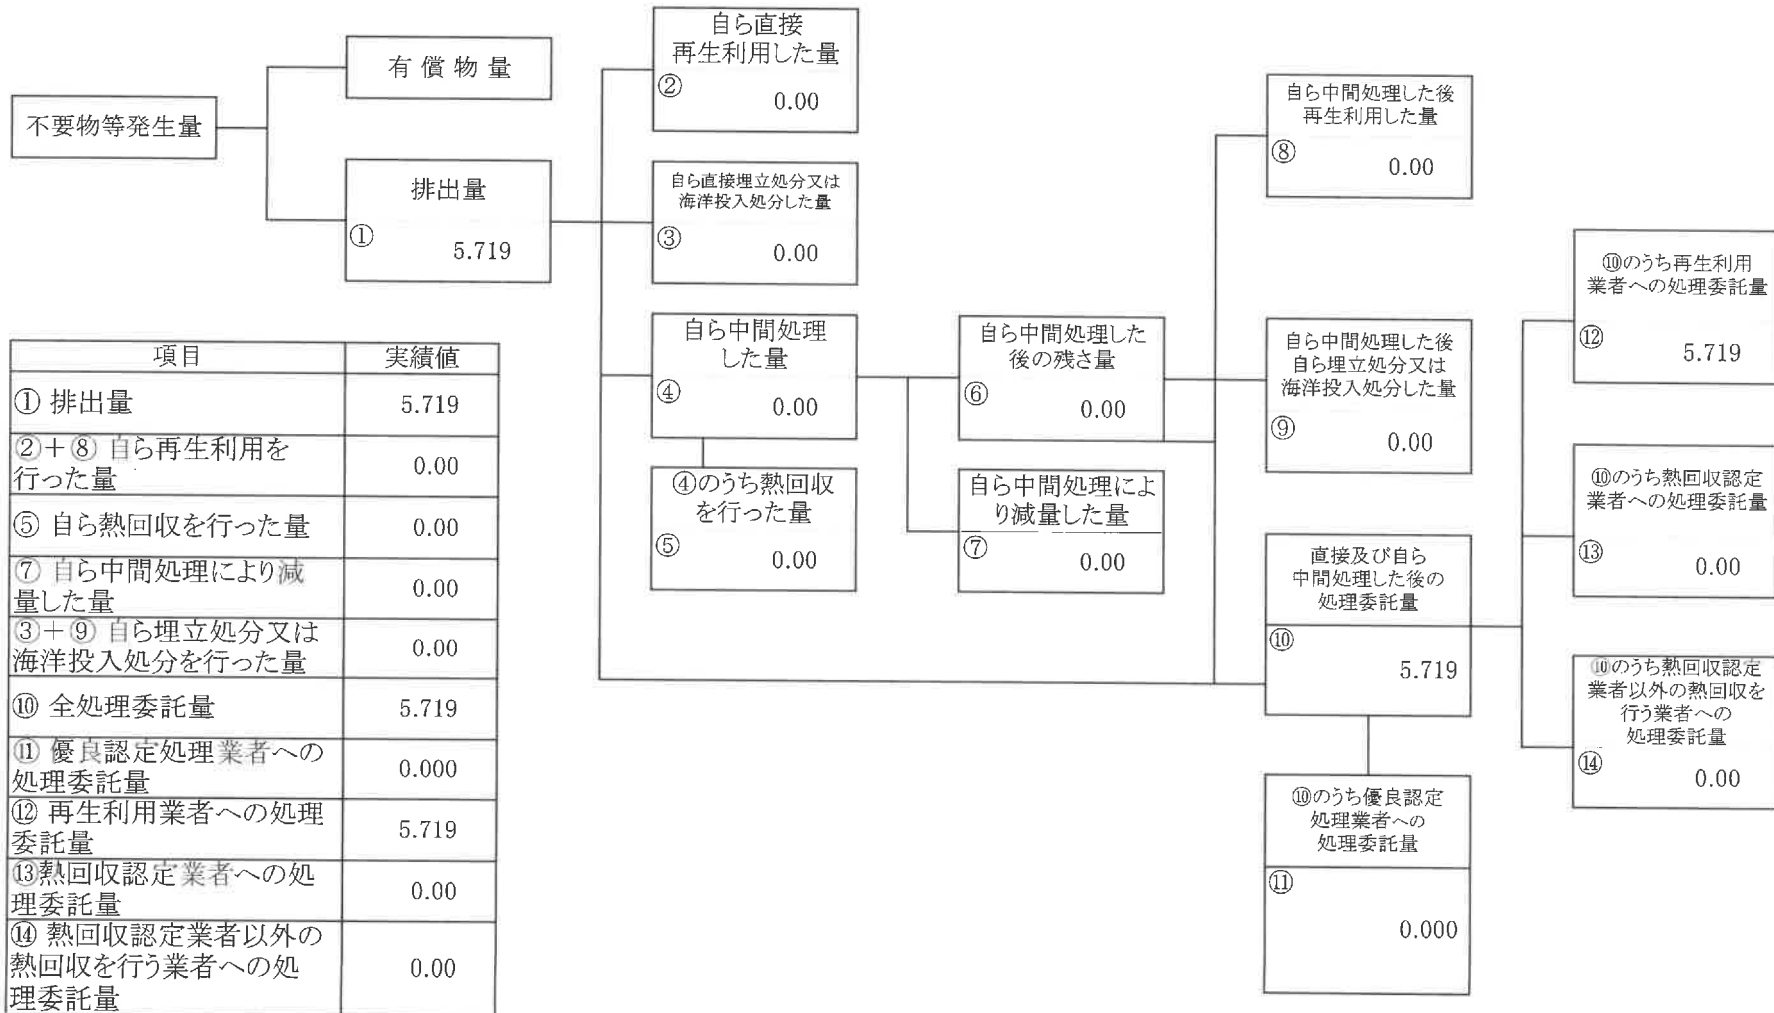 不要物等発生量
有償物量
排出量
①
5.719
自ら直接
再生利用した量
②
0.00
自ら直接埋立処分又は
海洋投入処分した量
③
0.00
自ら中間処理
した量
④
0.00
④のうち熱回収
を行った量
⑤
0.00
自ら中間処理した
後の残さ量
⑥
0.00
自ら中間処理によ
り減量した量
⑦
0.00
自ら中間処理した後
再生利用した量
⑧
0.00
自ら中間処理した後
自ら埋立処分又は
海洋投入処分した量
⑨
0.00
直接及び自ら
中間処理した後の
処理委託量
⑩
5.719
⑩のうち優良認定
処理業者への
処理委託量
⑪
0.000
⑩のうち再生利用
業者への処理委託量
⑫
5.719
⑩のうち熱回収認定
業者への処理委託量
⑬
0.00
⑩のうち熱回収認定
業者以外の熱回収を
行う業者への
処理委託量
⑭
0.00
項目 実績値
① 排出量 5.719
②+⑧ 自ら再生利用を
行った量 0.00
⑤ 自ら熱回収を行った量 0.00
⑦ 自ら中間処理により減
量した量 0.00
③+⑨ 自ら埋立処分又は
海洋投入処分を行った量 0.00
⑩ 全処理委託量 5.719
⑪ 優良認定処理業者への
処理委託量 0.000
⑫ 再生利用業者への処理
委託量 5.719
⑬熱回収認定業者への処
理委託量 0.00
⑭ 熱回収認定業者以外の
熱回収を行う業者への処
理委託量 0.00